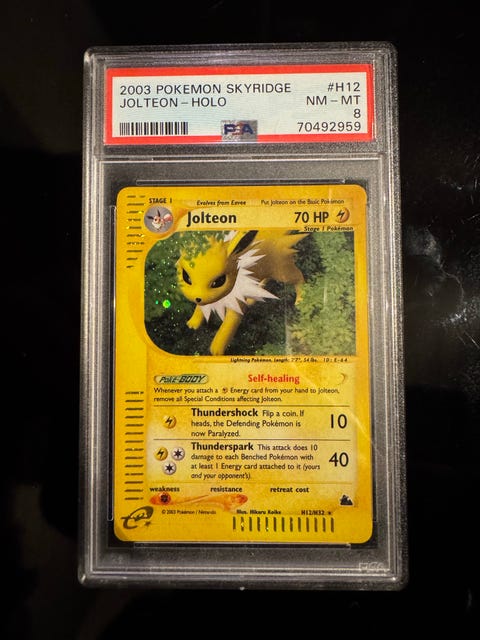 2003 POKEMON SKYRIDGE #H12
JOLTEON - HOLO NM - MT
8
PSA 70492959
STAGE 1 Evolves from Eevee Put Jolteon on the Basic Pokémon
Jolteon 70 HP
Stage 1 Pokémon
Lightning Pokémon, Length: 2'7", 54 lbs. ID: E-44
Poké-BODY Self-healing
Whenever you attach a Energy card from your hand to Jolteon,
remove all Special Conditions affecting Jolteon.
Thundershock Flip a coin. If
heads, the Defending Pokémon is
now Paralyzed.
10
Thunderspark This attack does 10
damage to each Benched Pokémon with
at least 1 Energy card attached to it (yours
and your opponent's).
40
weakness resistance retreat cost
© 2003 Pokémon / Nintendo Illus. Hikaru Koike H12/H32
e